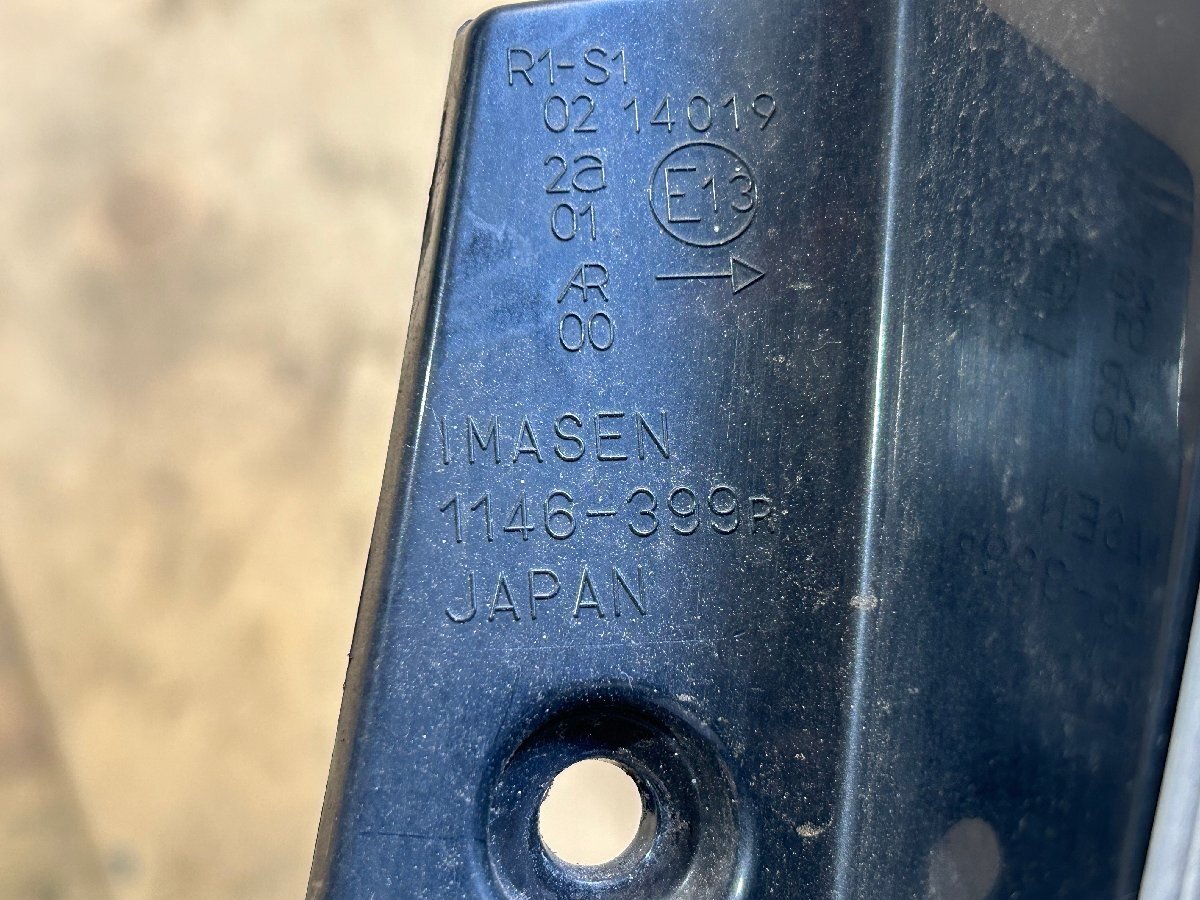 R1-S1
02 14019
2a E13
01
AR →
00
IMASEN
1146-399R
JAPAN